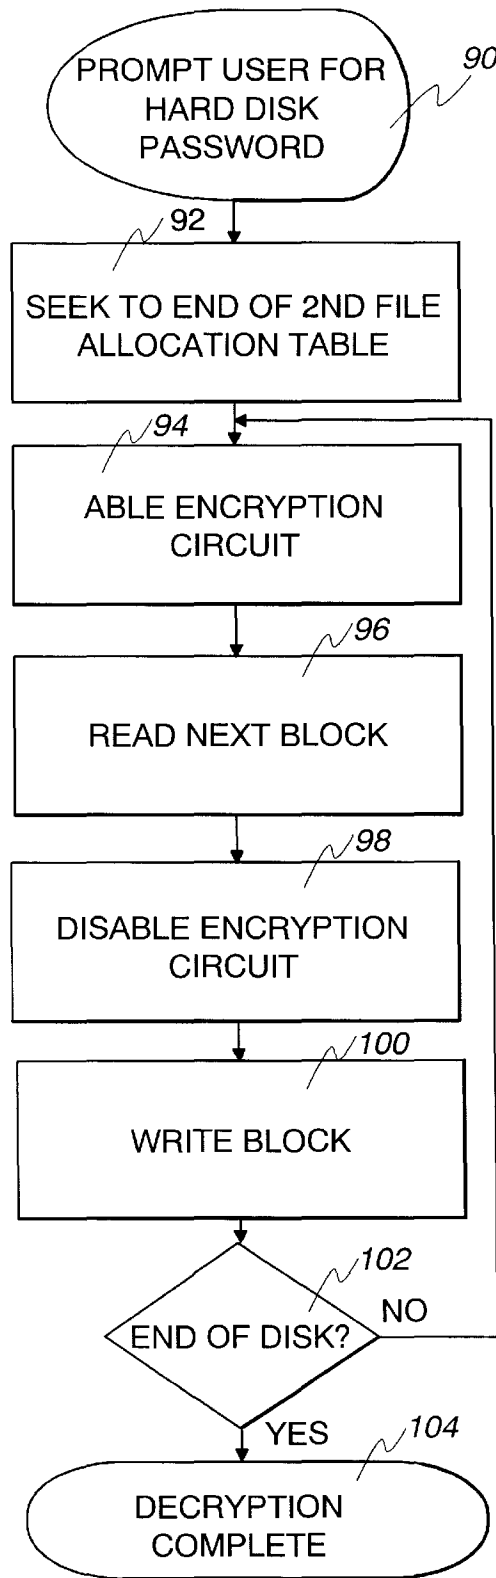 PROMPT USER FOR
HARD DISK
PASSWORD
90
92
SEEK TO END OF 2ND FILE
ALLOCATION TABLE
94
ABLE ENCRYPTION
CIRCUIT
96
READ NEXT BLOCK
98
DISABLE ENCRYPTION
CIRCUIT
100
WRITE BLOCK
102
END OF DISK?
NO
YES
104
DECRYPTION
COMPLETE